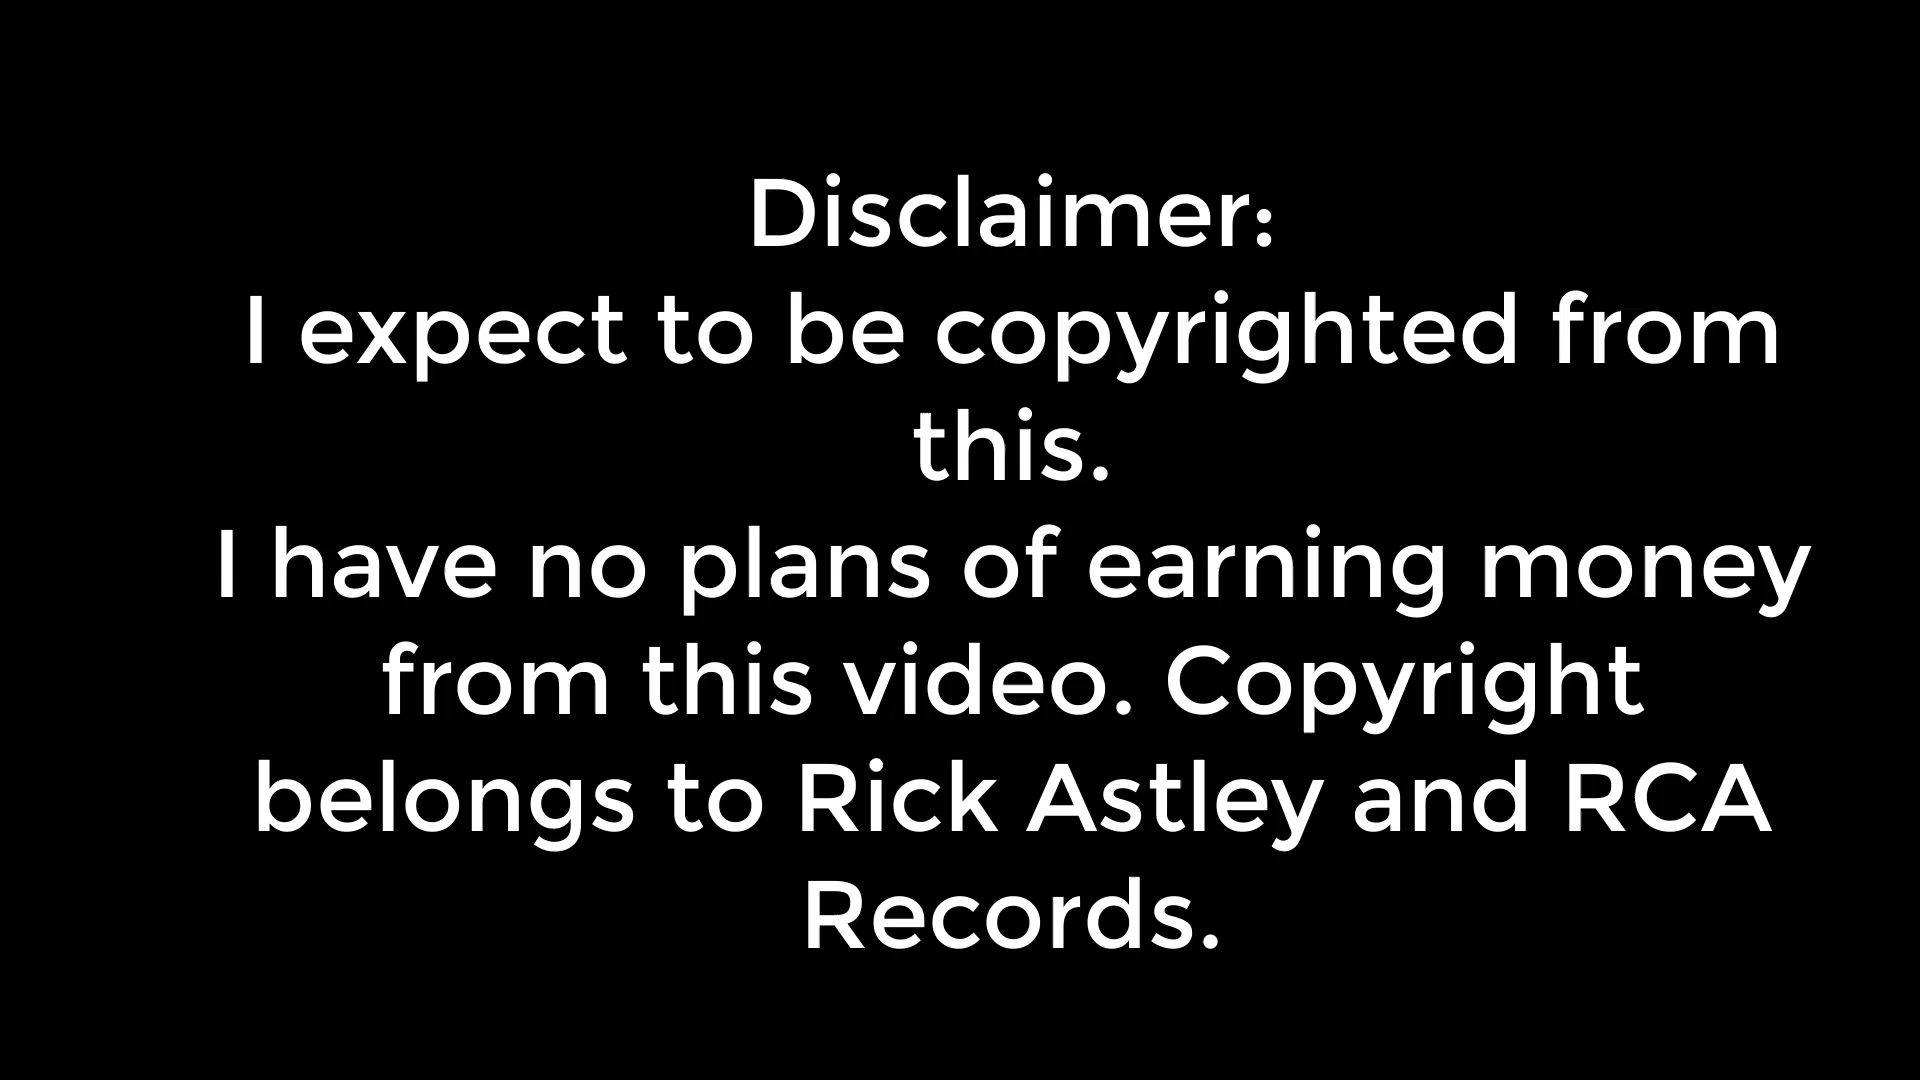 Disclaimer:
I expect to be copyrighted from
this.
I have no plans of earning money
from this video. Copyright
belongs to Rick Astley and RCA
Records.